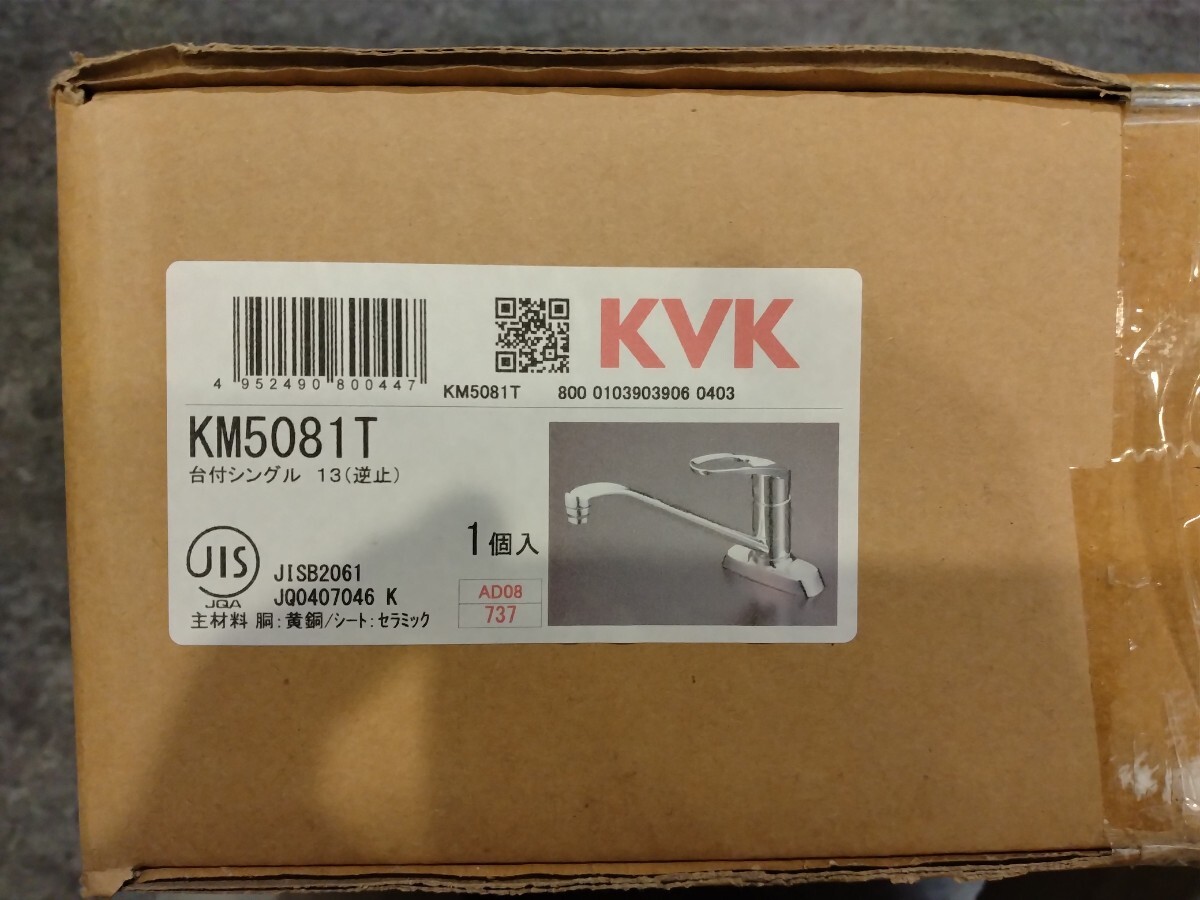 4 952490 800447
KM5081T 800 0103903906 0403
KVK
KM5081T
台付シングル 13(逆止)
1個入
JIS
JQA
JISB2061
JQ0407046 K
AD08
737
主材料 胴:黄銅/シート:セラミック